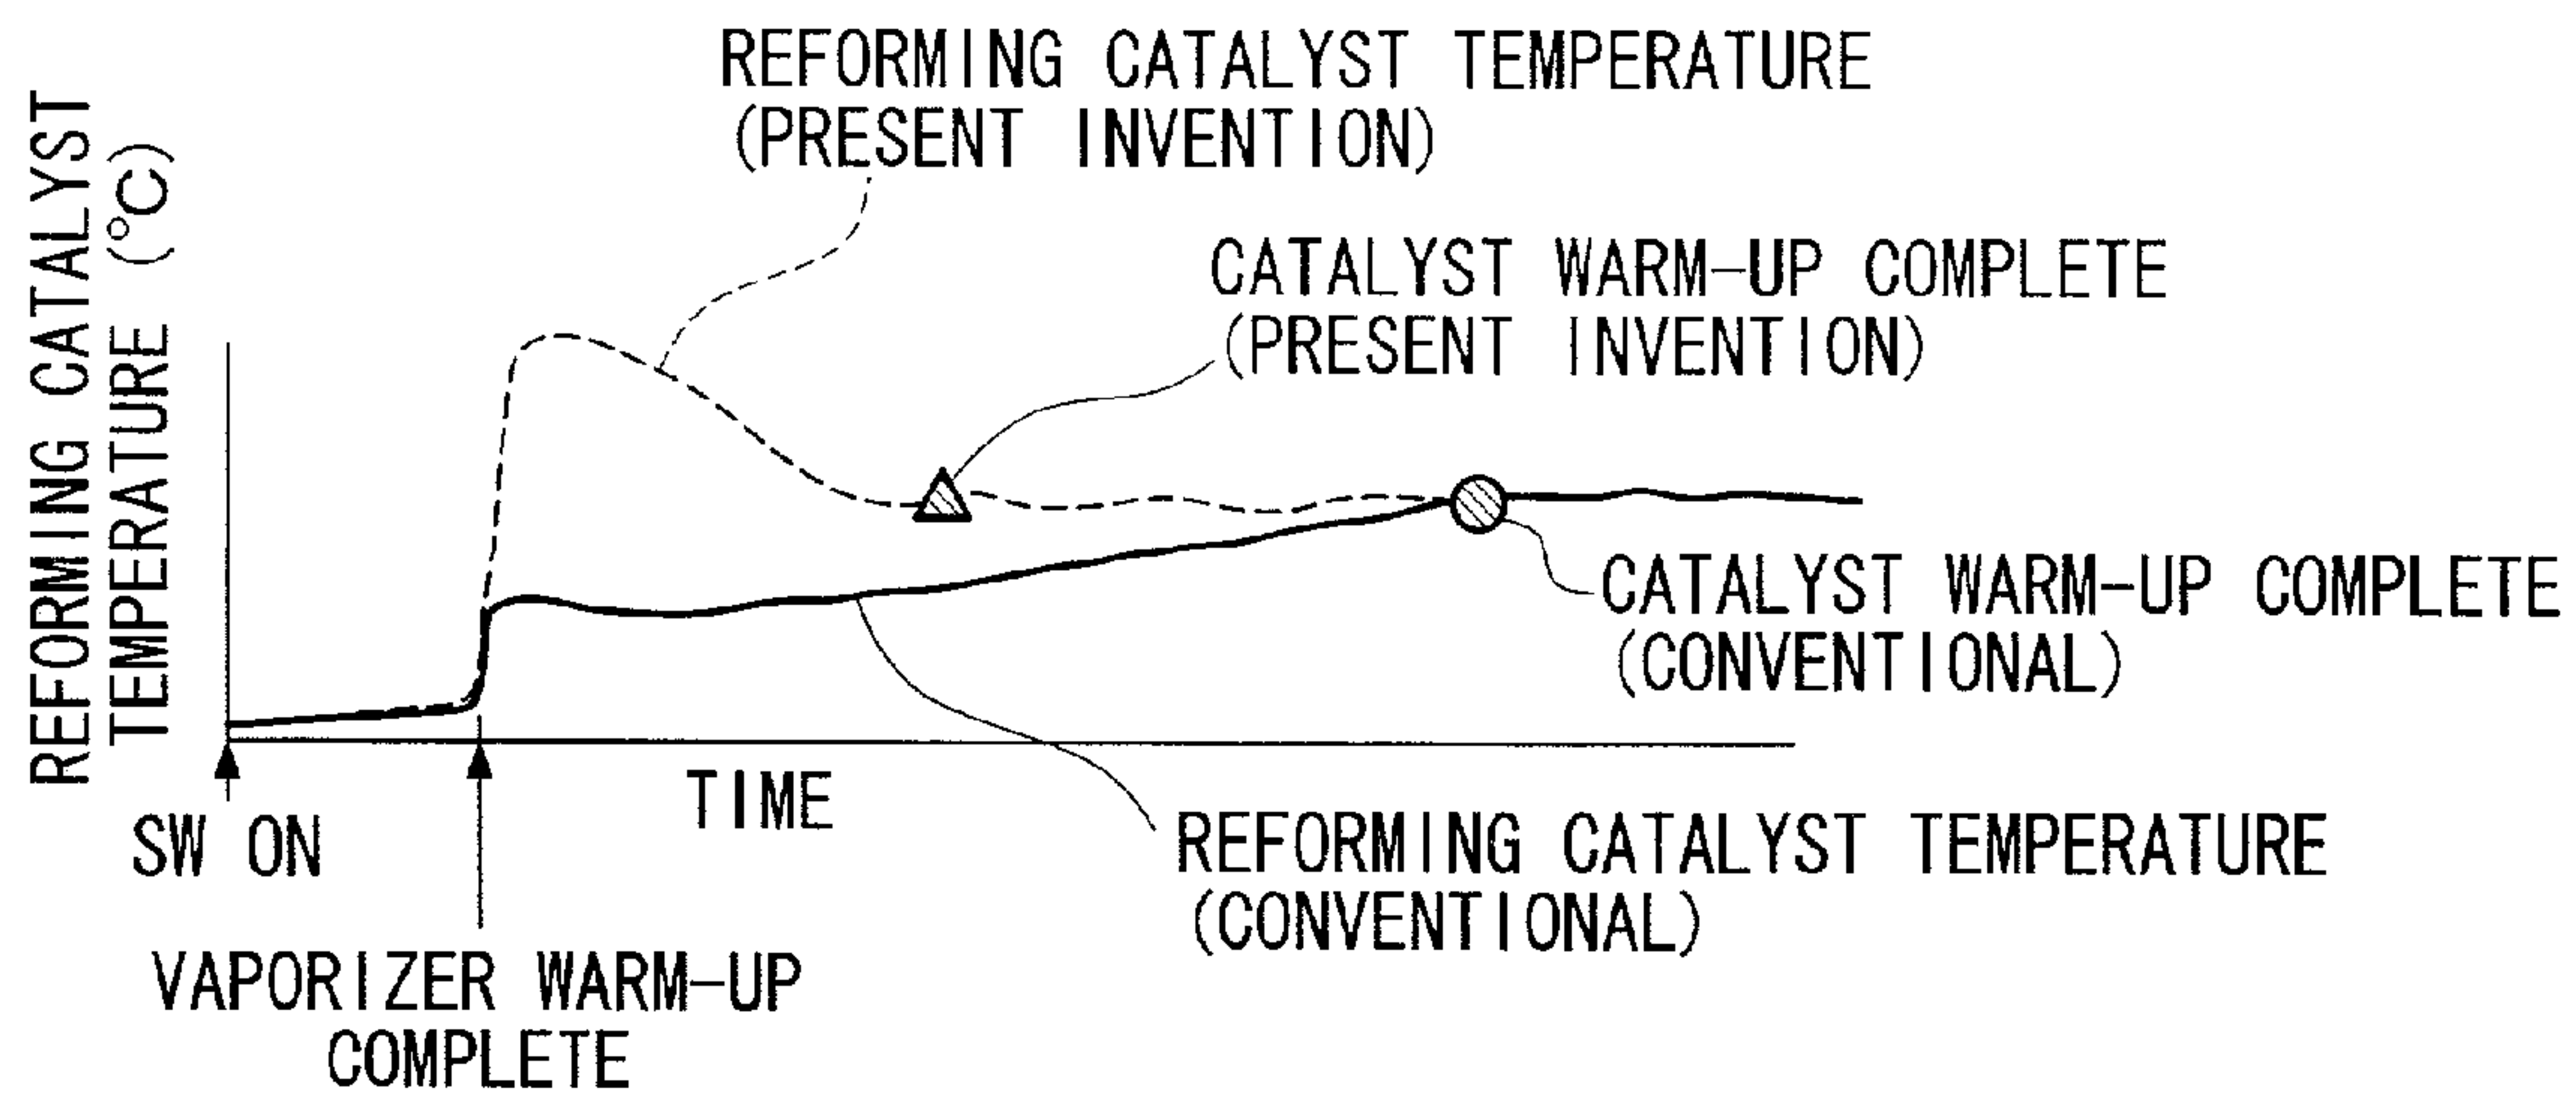 REFORMING CATALYST TEMPERATURE
(PRESENT INVENTION)
REFORMING CATALYST
TEMPERATURE (°C)
CATALYST WARM-UP COMPLETE
(PRESENT INVENTION)
CATALYST WARM-UP COMPLETE
(CONVENTIONAL)
TIME
SW ON
REFORMING CATALYST TEMPERATURE
(CONVENTIONAL)
VAPORIZER WARM-UP
COMPLETE